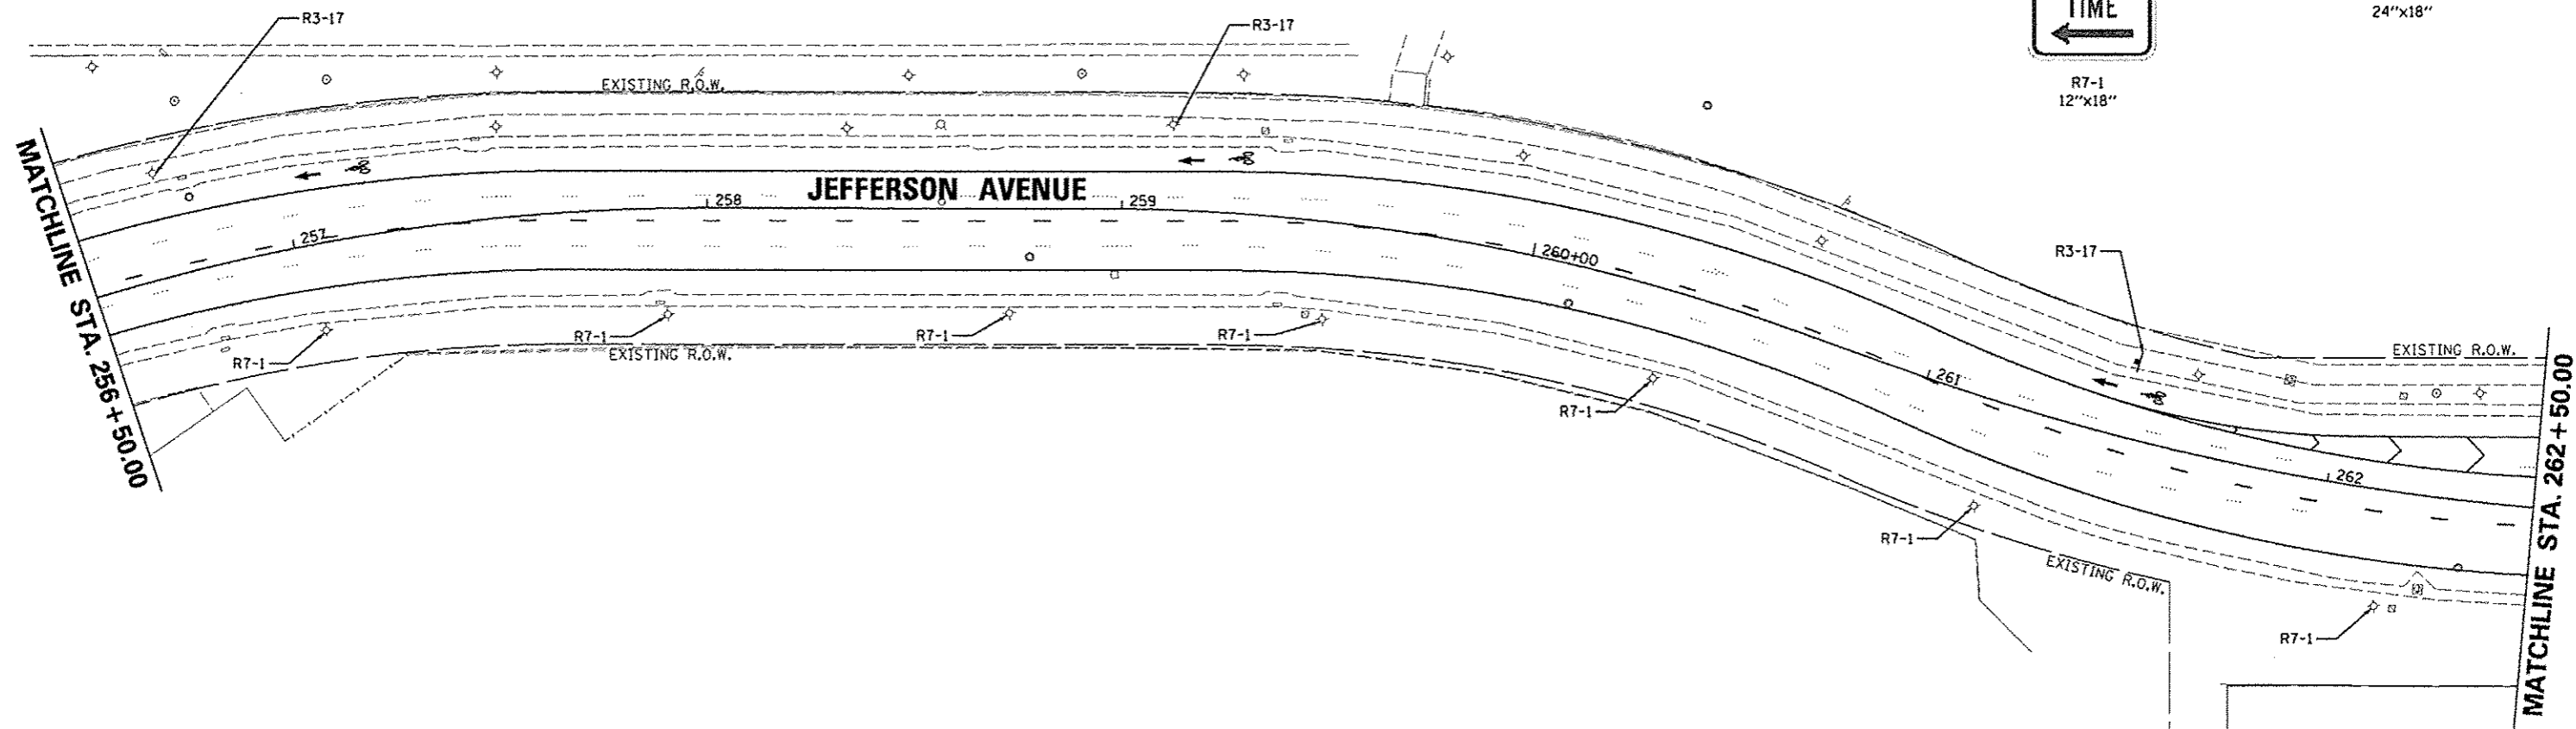 R3-17
R3-17
TIME
24"x18"
R7-1
12"x18"
EXISTING R.O.W.
MATCHLINE STA. 256+50.00
JEFFERSON AVENUE
257
258
259
260+00
261
262
R3-17
EXISTING R.O.W.
R7-1
R7-1
R7-1
R7-1
EXISTING R.O.W.
R7-1
R7-1
EXISTING R.O.W.
R7-1
MATCHLINE STA. 262+50.00